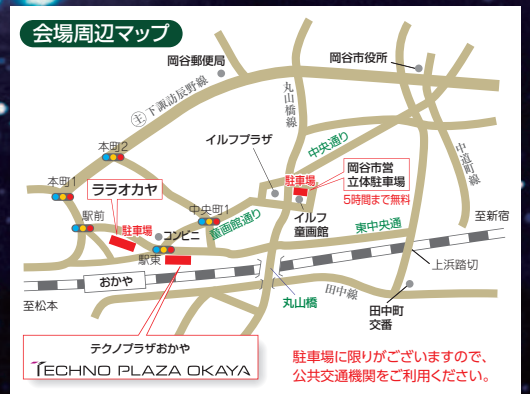 会場周辺マップ
岡谷郵便局
岡谷市役所
丸山橋線
主 下諏訪辰野線
中央通り
中道町線
本町2
イルフプラザ
本町1
ララオカヤ
駐車場
岡谷市営
立体駐車場
5時間まで無料
中央町1
童画館通り
イルフ
童画館
駅前
駐車場
コンビニ
東中央通
至新宿
駅東
上浜踏切
おかや
至松本
丸山橋
田中線
田中町
交番
テクノプラザおかや
TECHNO PLAZA OKAYA
駐車場に限りがございますので、
公共交通機関をご利用ください。